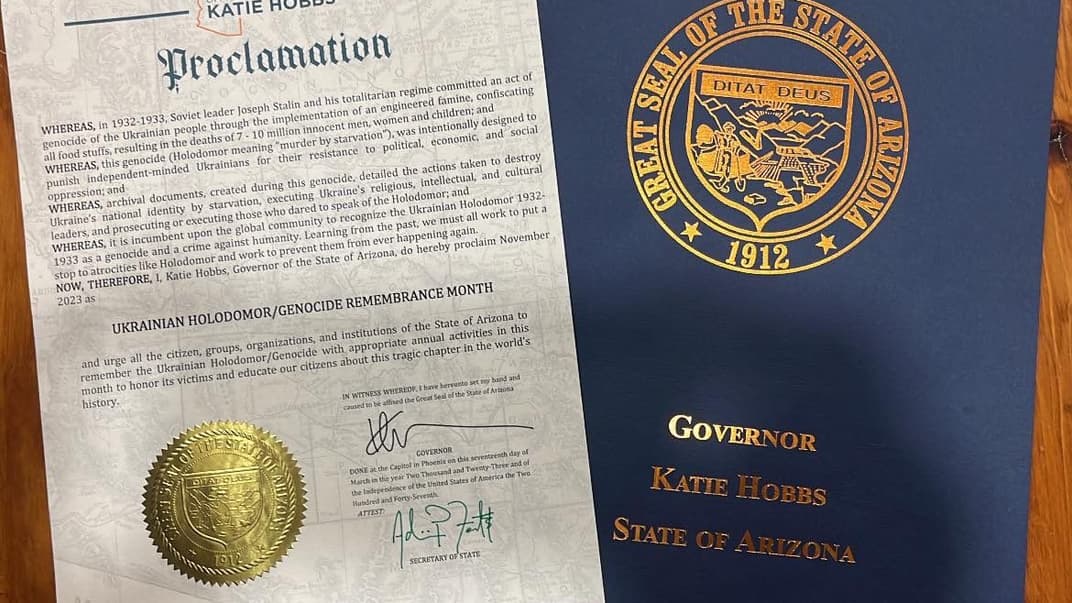 KATIE HOBBS
Proclamation
WHEREAS, in 1932-1933, Soviet leader Joseph Stalin and his totalitarian regime committed an act of
genocide of the Ukrainian people through the implementation of an engineered famine, confiscating
all food stuffs, resulting in the deaths of 7 - 10 million innocent men, women and children; and
WHEREAS, this genocide (Holodomor meaning "murder by starvation"), was intentionally designed to
punish independent-minded Ukrainians for their resistance to political, economic, and social
oppression; and
WHEREAS, archival documents, created during this genocide, detailed the actions taken to destroy
Ukraine's national identity by starvation, executing Ukraine's religious, intellectual, and cultural
leaders, and prosecuting and executing those who dared to speak of the Holodomor; and
WHEREAS, it is incumbent upon the global community to recognize the Ukrainian Holodomor 1932-
1933 as a genocide and a crime against humanity. Learning from the past, we must all work to put a
stop to atrocities like Holodomor and work to prevent them from ever happening again.
NOW, THEREFORE, I, Katie Hobbs, Governor of the State of Arizona, do hereby proclaim November
2023 as
UKRAINIAN HOLODOMOR/GENOCIDE REMEMBRANCE MONTH
and urge all the citizen, groups, organizations, and institutions of the State of Arizona to
remember the Ukrainian Holodomor/Genocide with appropriate annual activities in this
month to honor its victims and educate our citizens about this tragic chapter in the world's
history.
IN WITNESS WHEREOF, I have hereunto set my hand and
caused to be affixed the Great Seal of the State of Arizona
GOVERNOR
DONE at the Capitol in Phoenix on this seventeenth day of
March in the year Two Thousand and Twenty-Three and of
the Independence of the United States of America the Two
Hundred and Forty-Seventh.
ATTEST:
SECRETARY OF STATE
GREAT SEAL OF THE STATE OF ARIZONA
DITAT DEUS
1912
GREAT SEAL OF THE STATE OF ARIZONA
DITAT DEUS
1912
GOVERNOR
KATIE HOBBS
STATE OF ARIZONA